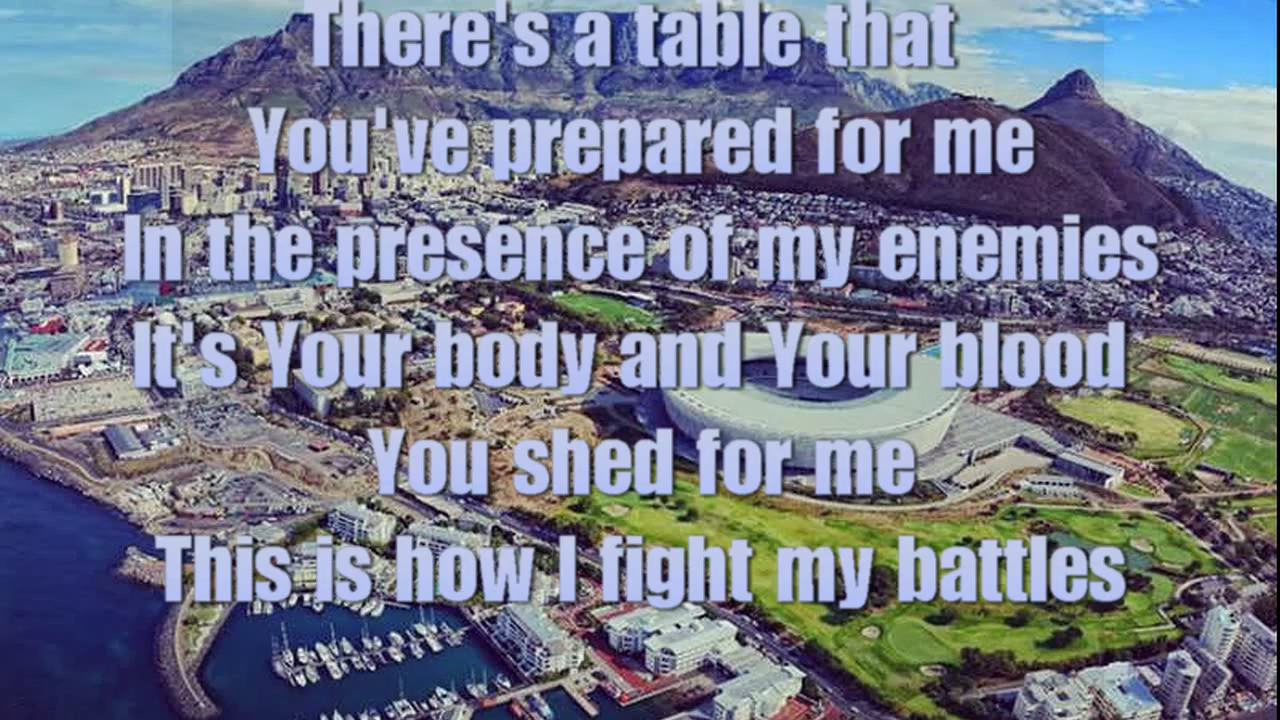 There's a table that
You've prepared for me
In the presence of my enemies
It's Your body and Your blood
You shed for me
This is how I fight my battles